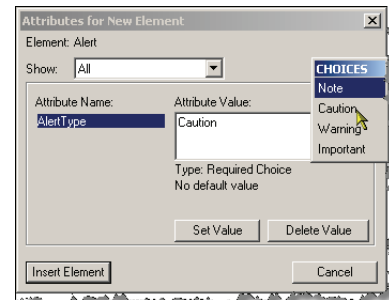 Attributes for New Element
Element: Alert
Show: All
CHOICES
Note
Caution
Warning
Important
Attribute Name:
AlertType
Attribute Value:
Caution
Type: Required Choice
No default value
Set Value
Delete Value
Insert Element
Cancel